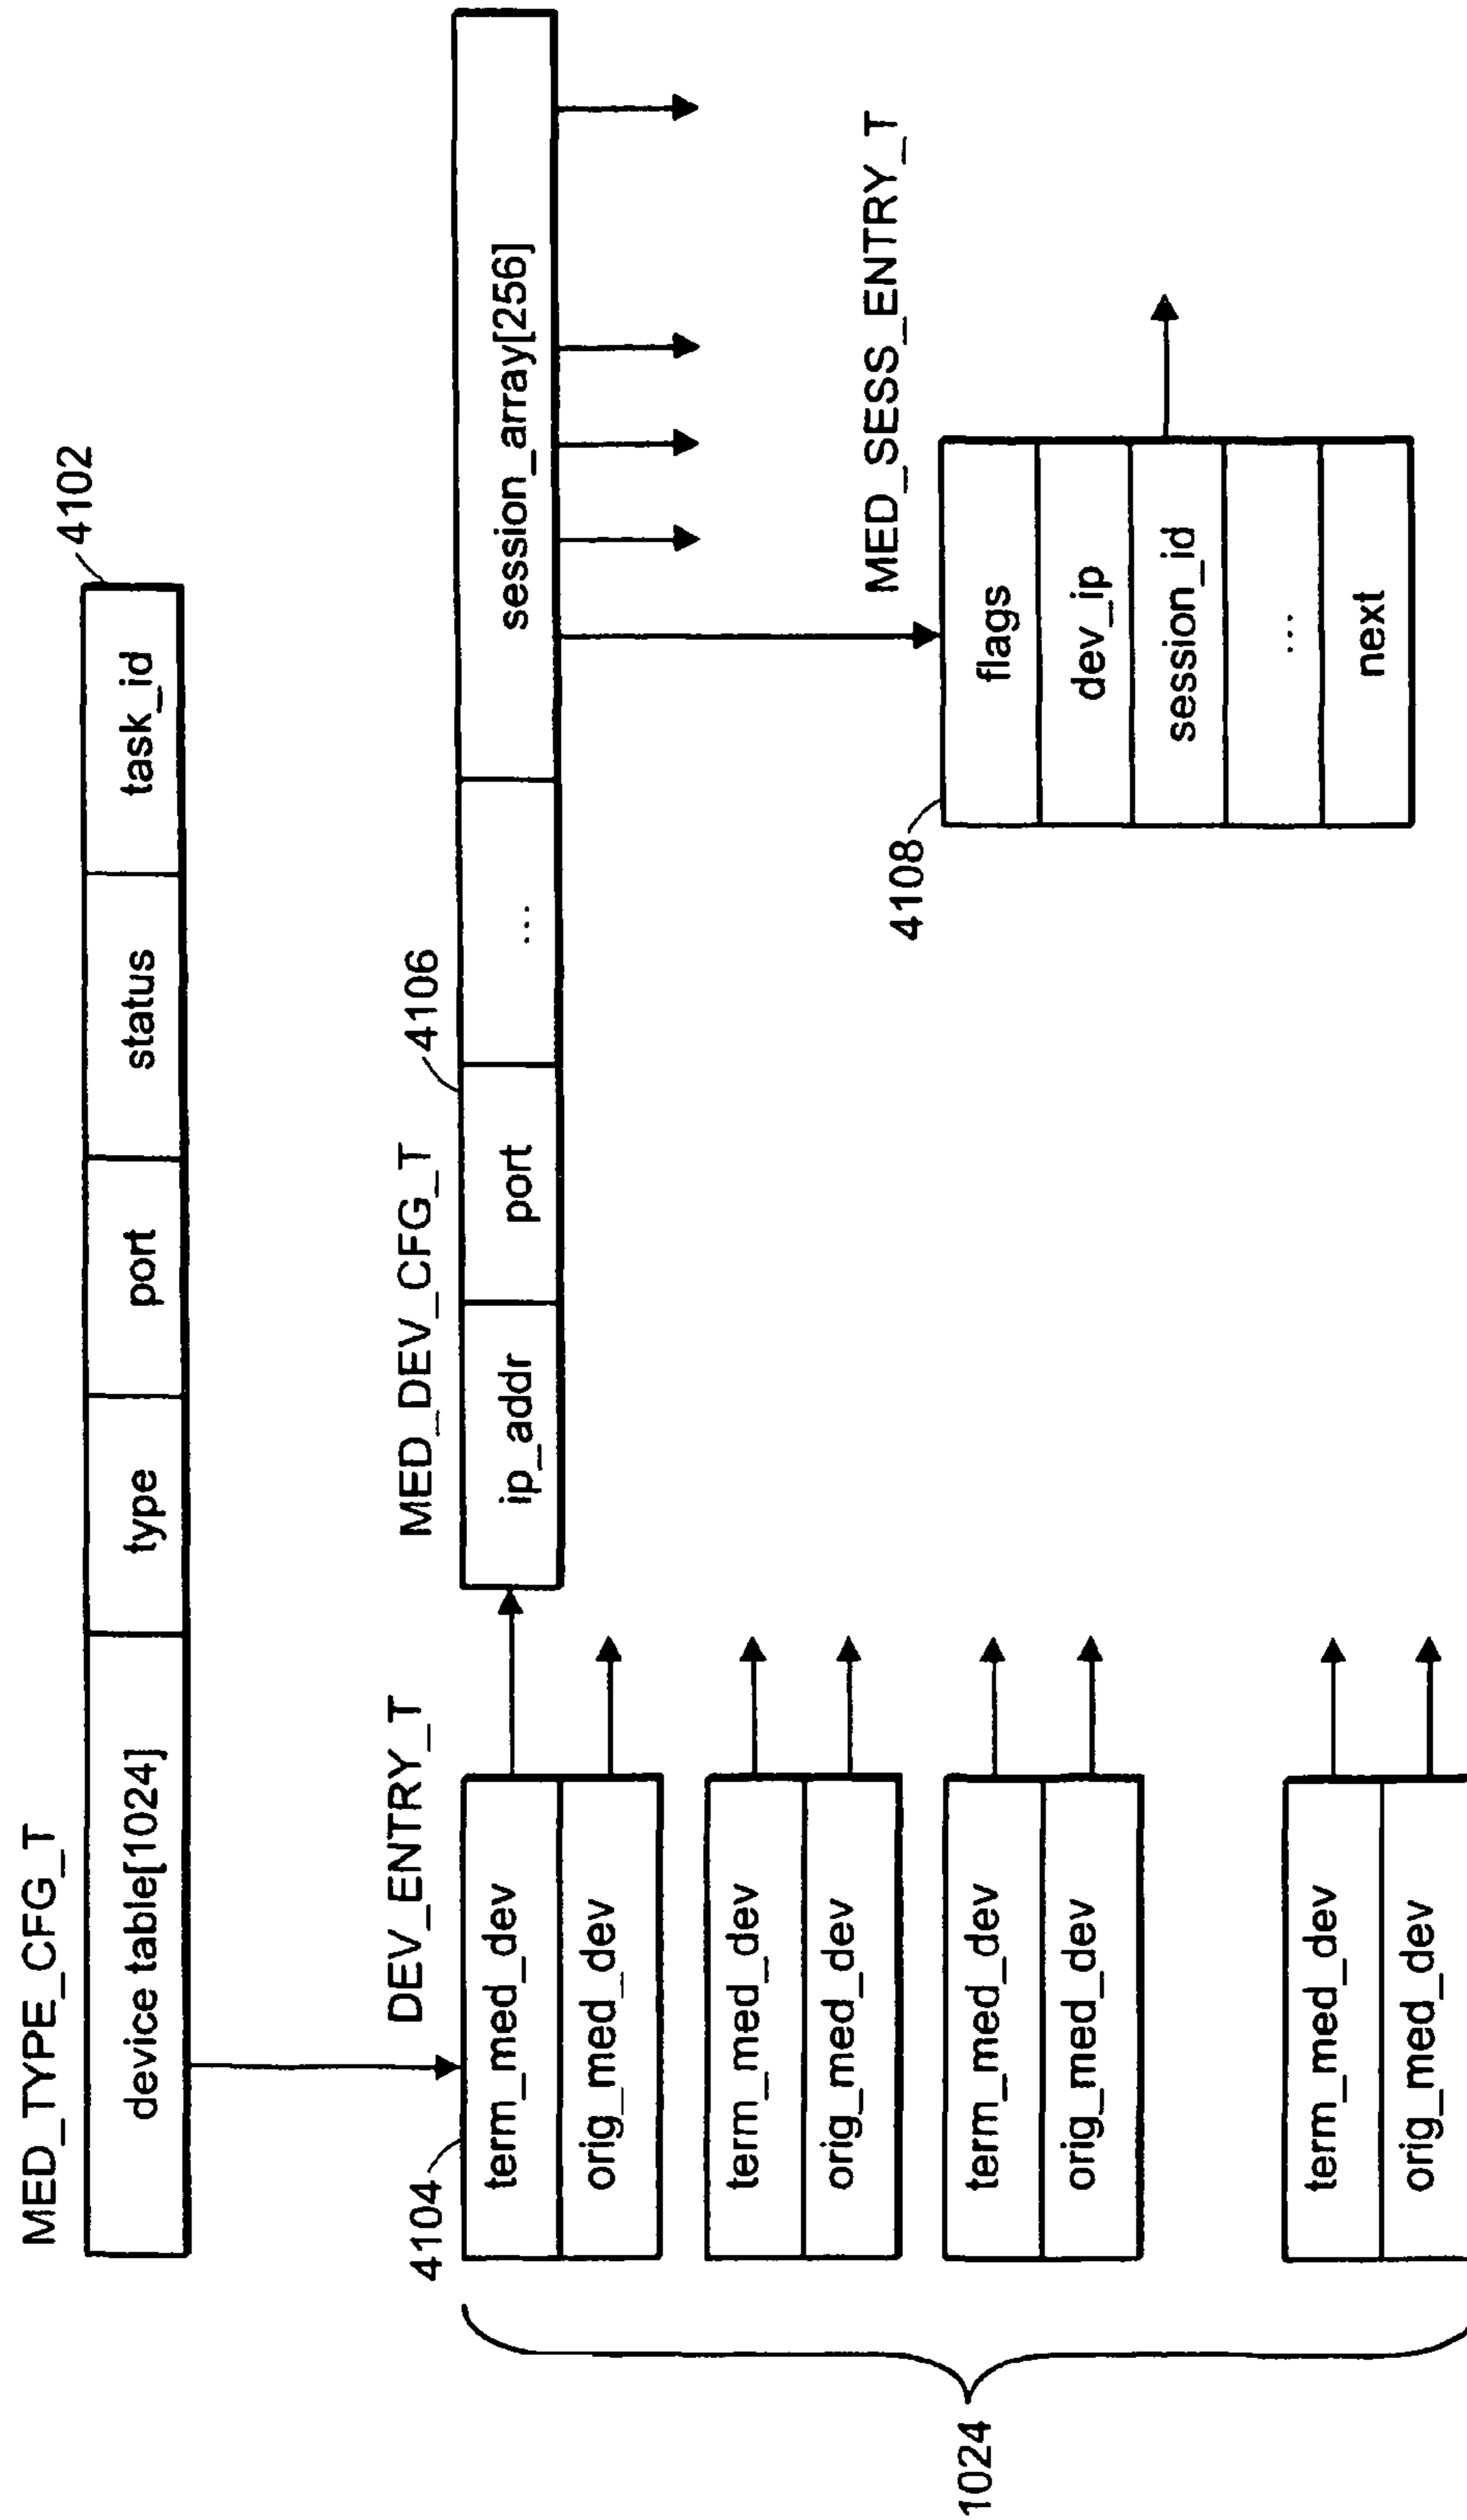 MED_TYPE_CFG_T
4102
device table[1024]
type
port
status
task_id
DEV_ENTRY_T
4104
term_med_dev
orig_med_dev
term_med_dev
orig_med_dev
term_med_dev
orig_med_dev
term_med_dev
orig_med_dev
1024
MED_DEV_CFG_T
4106
ip_addr
port
...
session_array[256]
MED_SESS_ENTRY_T
4108
flags
dev_ip
session_id
...
next